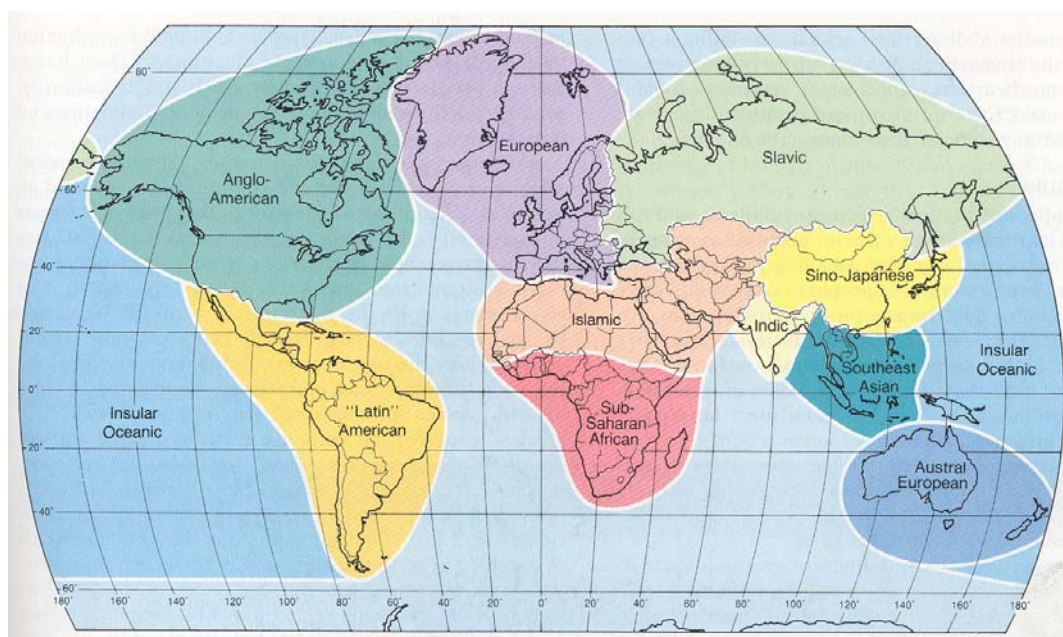 80°
European
Slavic
Anglo-
American
60°
40°
Sino-Japanese
Islamic
Indic
20°
Southeast
Asian
Insular
Oceanic
0°
Insular
Oceanic
"Latin"
American
Sub-
Saharan
African
20°
Austral
European
40°
60°
180° 160° 140° 120° 100° 80° 60° 40° 20° 0° 20° 40° 60° 80° 100° 120° 140° 160° 180°